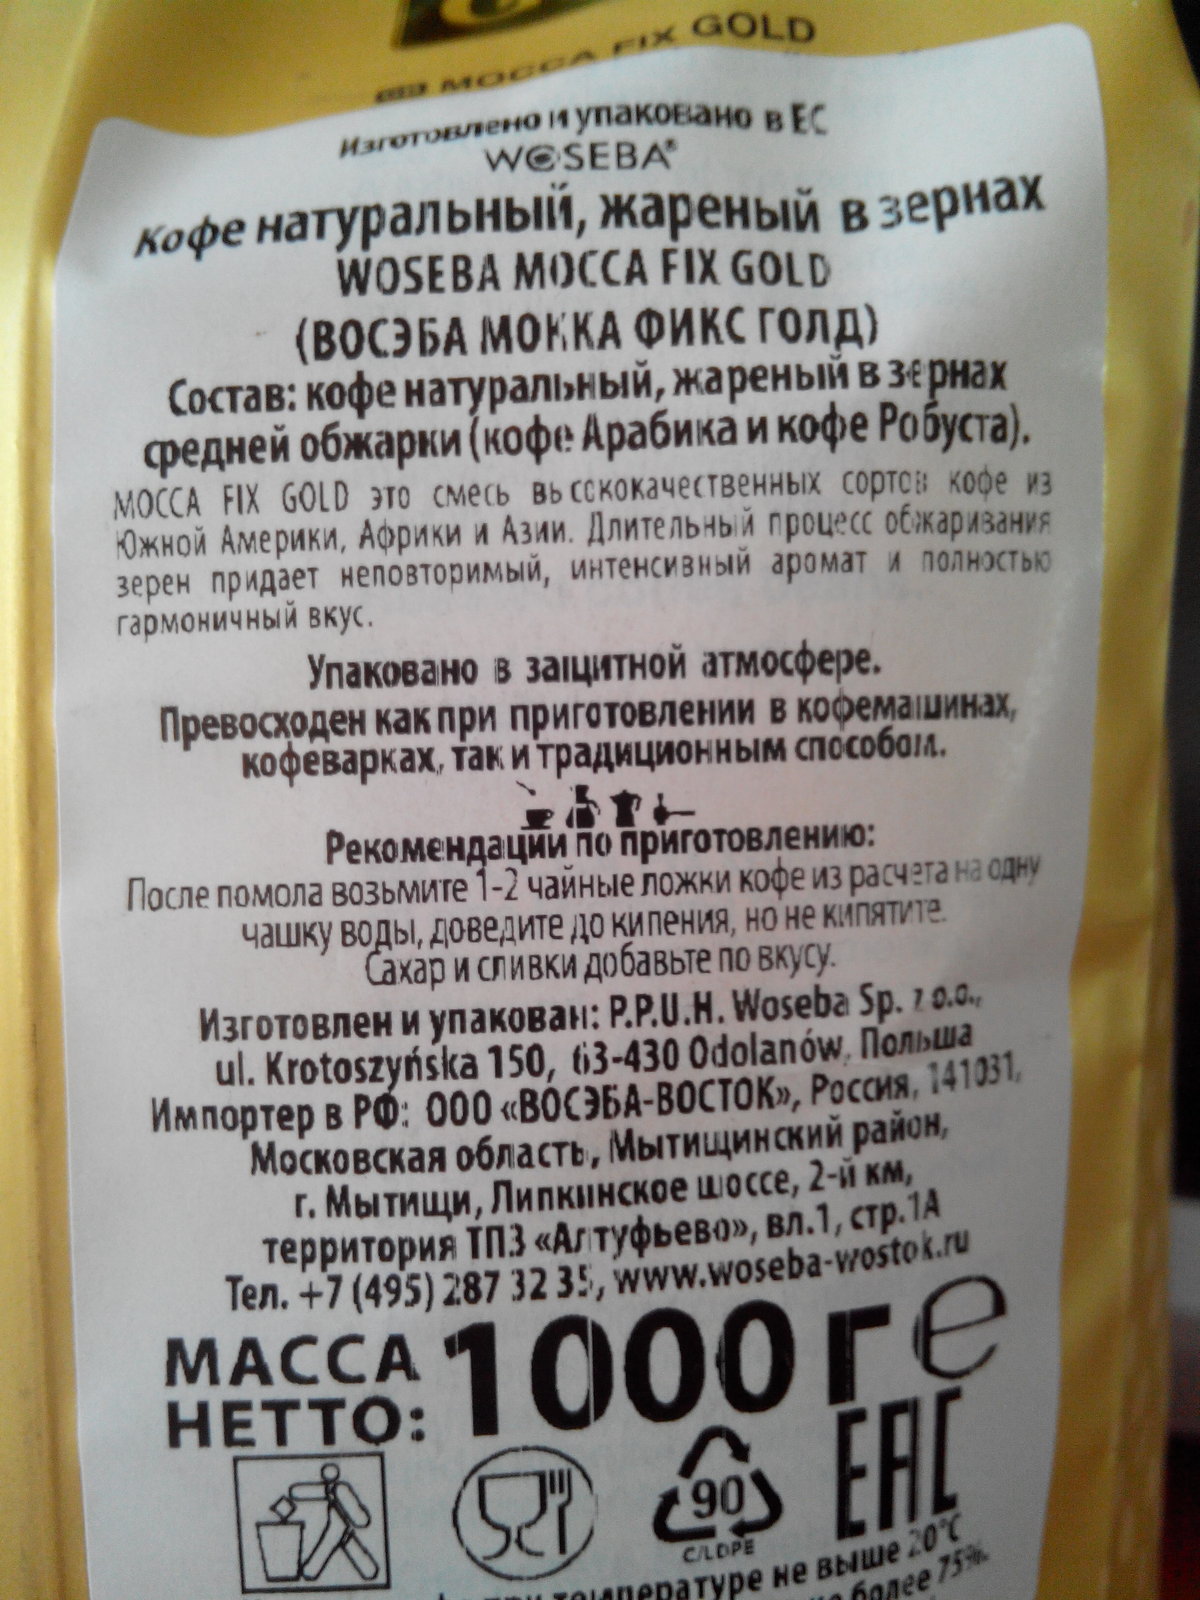 MOCCA FIX GOLD
Изготовлено и упаковано в ЕС
WOSEBA®
Кофе натуральный, жареный в зернах
WOSEBA MOCCA FIX GOLD
(ВОСЭБА МОККА ФИКС ГОЛД)
Состав: кофе натуральный, жареный в зернах
средней обжарки (кофе Арабика и кофе Робуста).
MOCCA FIX GOLD это смесь высококачественных сортов кофе из
Южной Америки, Африки и Азии. Длительный процесс обжаривания
зерен придает неповторимый, интенсивный аромат и полностью
гармоничный вкус.
Упаковано в защитной атмосфере.
Превосходен как при приготовлении в кофемашинах,
кофеварках, так и традиционным способом.
Рекомендации по приготовлению:
После помола возьмите 1-2 чайные ложки кофе из расчета на одну
чашку воды, доведите до кипения, но не кипятите.
Сахар и сливки добавьте по вкусу.
Изготовлен и упакован: P.P.U.H. Woseba Sp. z o.o.,
ul. Krotoszyńska 150, 63-430 Odolanów, Польша
Импортер в РФ: ООО «ВОСЭБА-ВОСТОК», Россия, 141031,
Московская область, Мытищинский район,
г. Мытищи, Липкинское шоссе, 2-й км,
территория ТПЗ «Алтуфьево», вл.1, стр.1А
Тел. +7 (495) 287 32 35, www.woseba-wostok.ru
МАССА НЕТТО: 1000 г e
90
C/LDPE
EAC
при температуре не выше 20°C
не более 75%